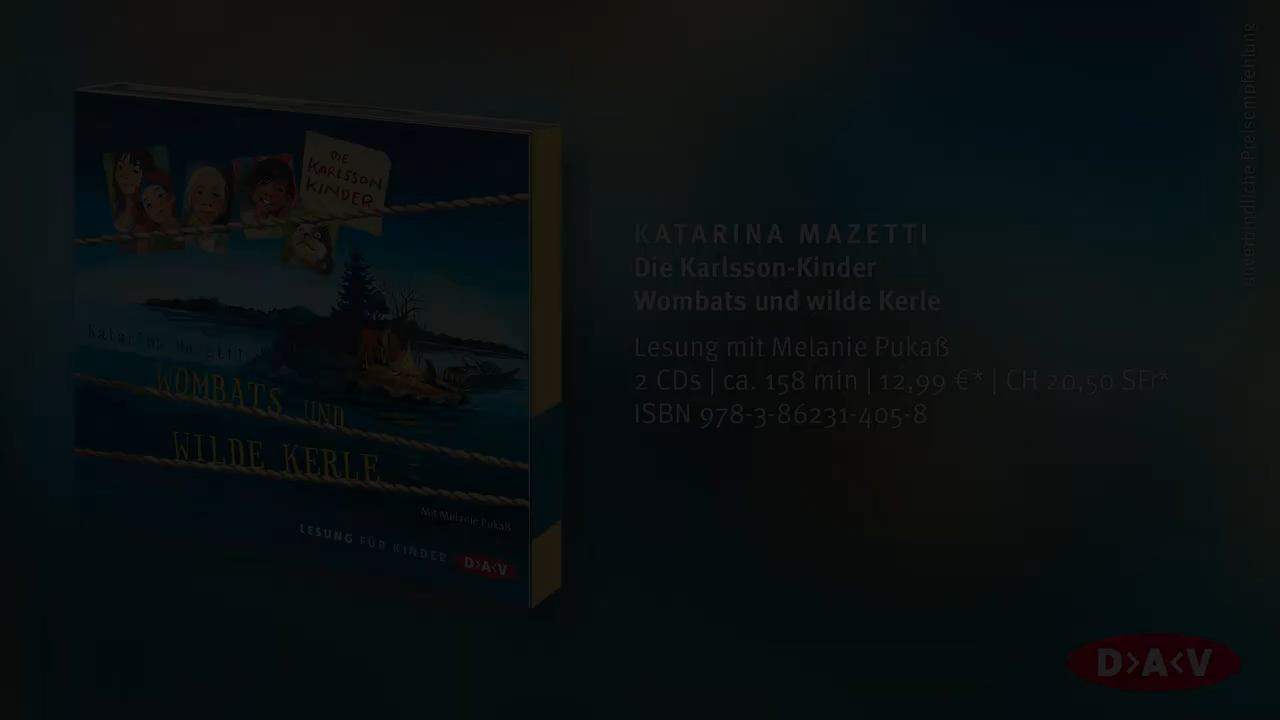 DIE
KARLSSON
KINDER
Katarina Mazetti
WOMBATS UND
WILDE KERLE
Mit Melanie Pukaß
LESUNG FÜR KINDER D>A<V
KATARINA MAZETTI
Die Karlsson-Kinder
Wombats und wilde Kerle
Lesung mit Melanie Pukaß
2 CDs | ca. 158 min | 12,99 €* | CH 20,50 SFr*
ISBN 978-3-86231-405-8
unverbindliche Preisempfehlung
D>A<V